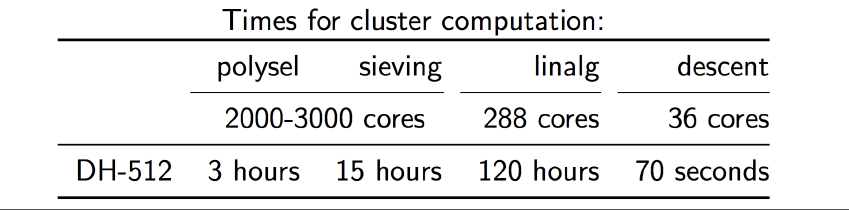 Times for cluster computation:
polysel sieving linalg descent
2000-3000 cores 288 cores 36 cores
DH-512 3 hours 15 hours 120 hours 70 seconds